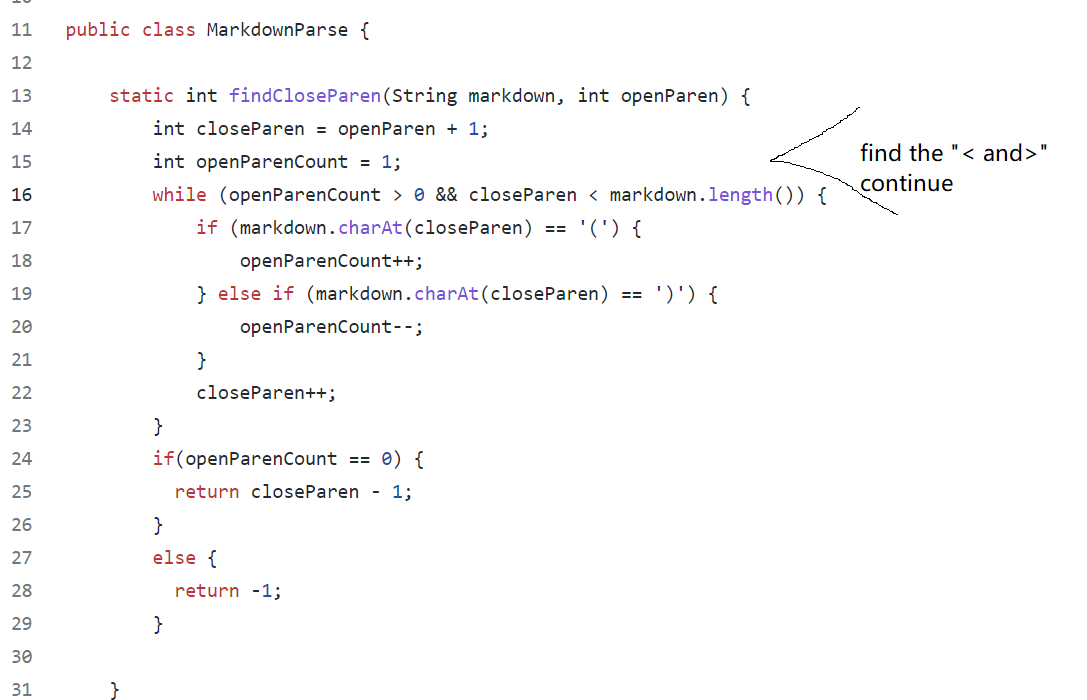 11 public class MarkdownParse {
12
13 static int findCloseParen(String markdown, int openParen) {
14 int closeParen = openParen + 1;
15 int openParenCount = 1;
find the "< and>"
continue
16 while (openParenCount > 0 && closeParen < markdown.length()) {
17 if (markdown.charAt(closeParen) == '(') {
18 openParenCount++;
19 } else if (markdown.charAt(closeParen) == ')') {
20 openParenCount--;
21 }
22 closeParen++;
23 }
24 if(openParenCount == 0) {
25 return closeParen - 1;
26 }
27 else {
28 return -1;
29 }
30
31 }